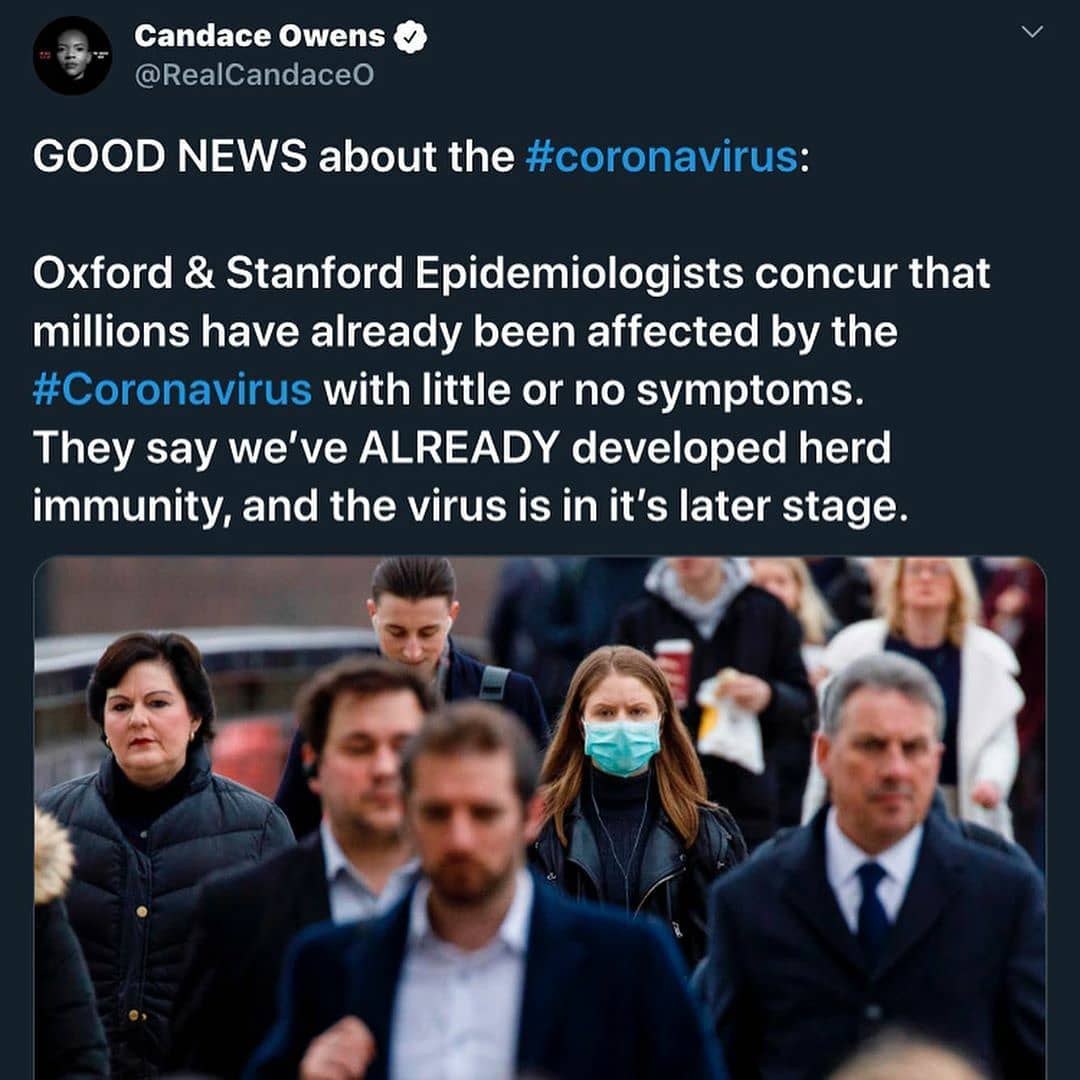 Candace Owens
@RealCandaceO
GOOD NEWS about the #coronavirus:
Oxford & Stanford Epidemiologists concur that
millions have already been affected by the
#Coronavirus with little or no symptoms.
They say we’ve ALREADY developed herd
immunity, and the virus is in it’s later stage.